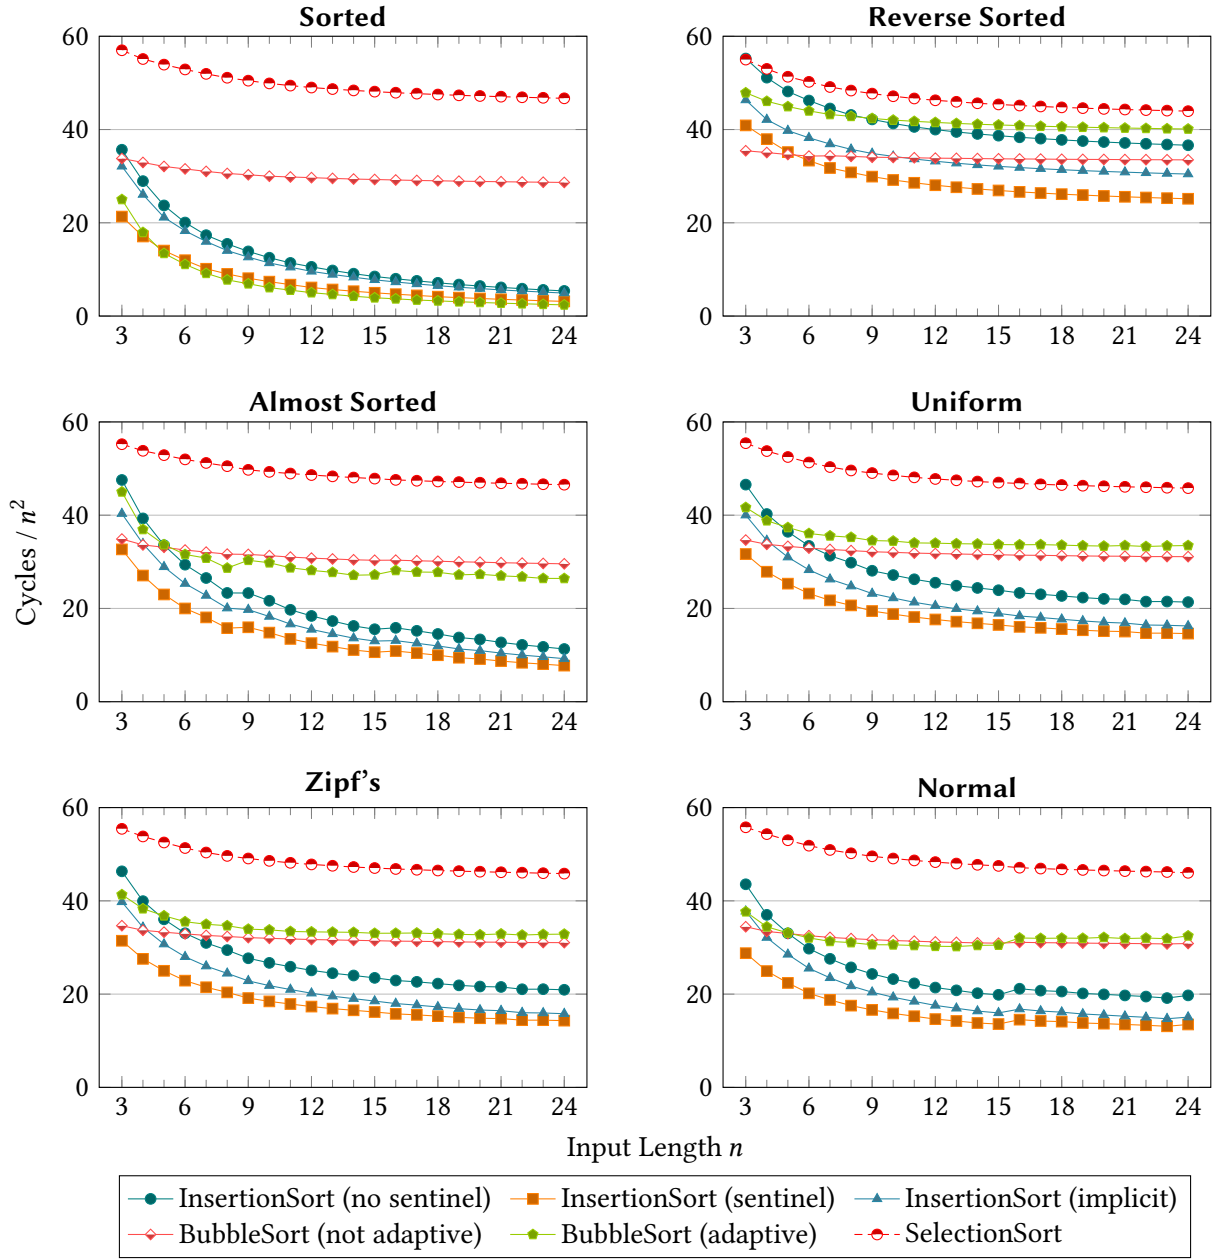 Sorted
Reverse Sorted
60
40
20
0
3 6 9 12 15 18 21 24
60
40
20
0
3 6 9 12 15 18 21 24
Almost Sorted
Uniform
60
40
20
0
3 6 9 12 15 18 21 24
60
40
20
0
3 6 9 12 15 18 21 24
Cycles / n²
Zipf's
Normal
60
40
20
0
3 6 9 12 15 18 21 24
60
40
20
0
3 6 9 12 15 18 21 24
Input Length n
InsertionSort (no sentinel) InsertionSort (sentinel) InsertionSort (implicit)
BubbleSort (not adaptive) BubbleSort (adaptive) SelectionSort